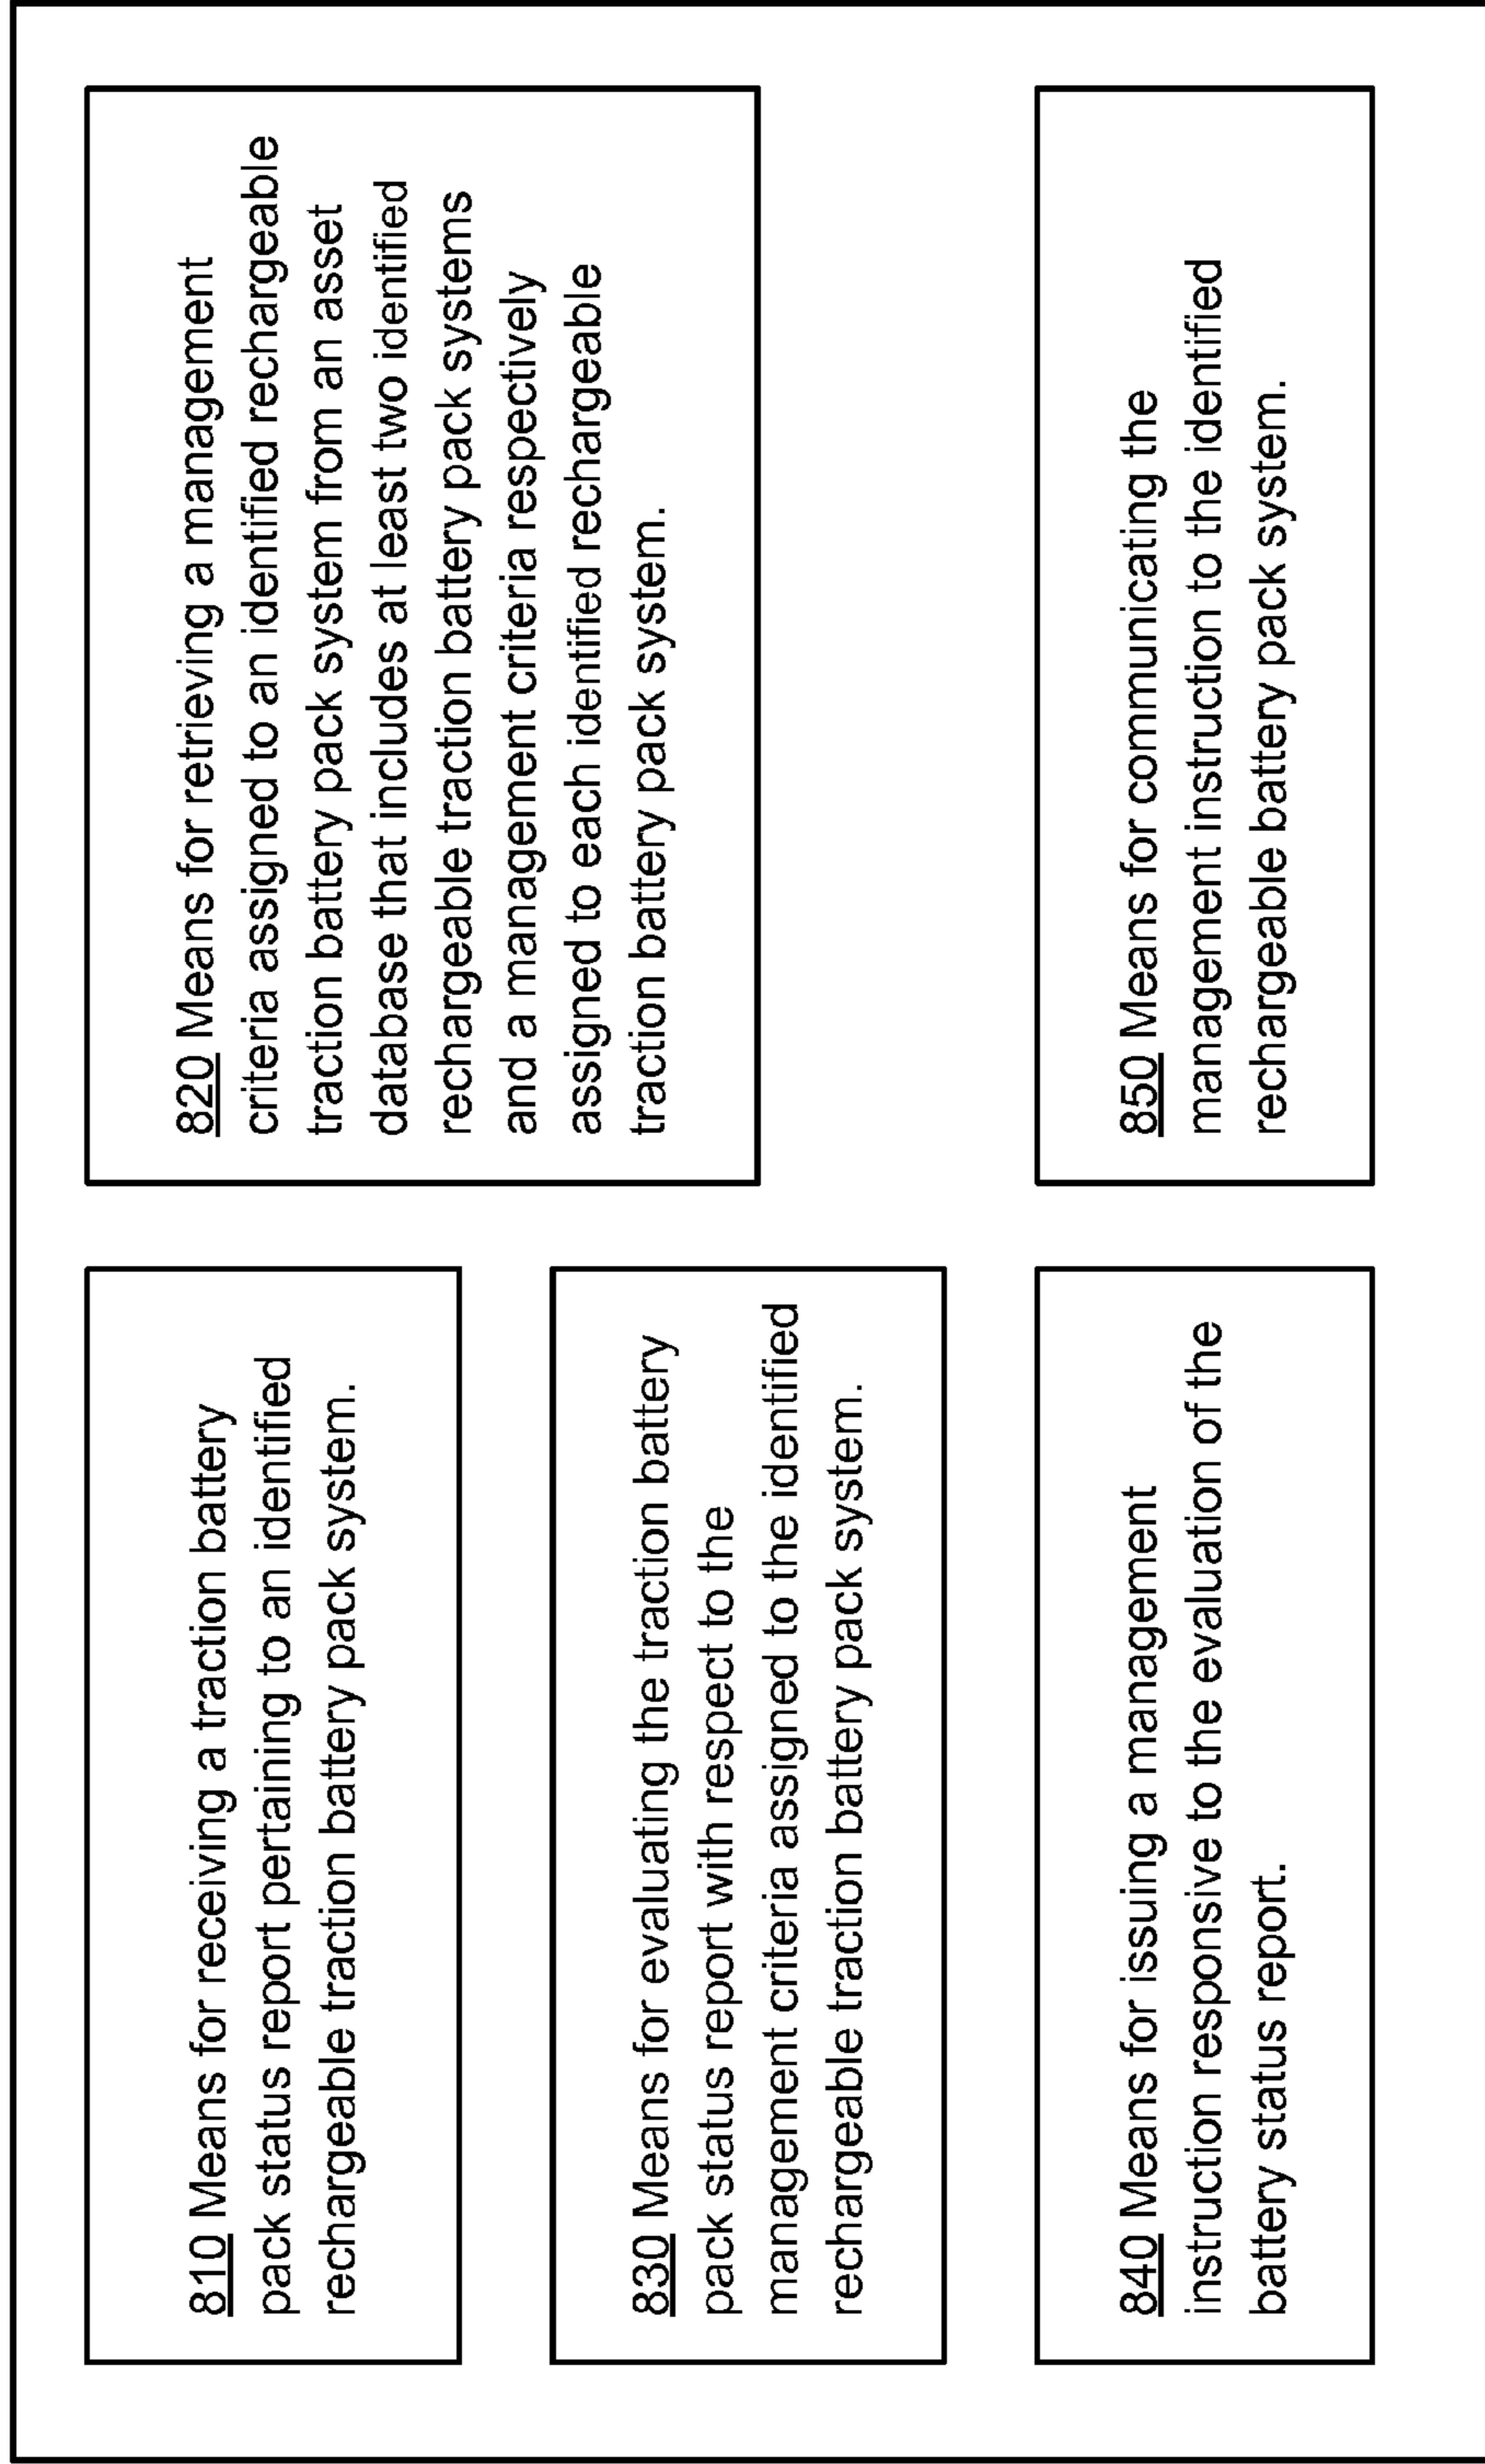 810 Means for receiving a traction battery
pack status report pertaining to an identified
rechargeable traction battery pack system.
820 Means for retrieving a management
criteria assigned to an identified rechargeable
traction battery pack system from an asset
database that includes at least two identified
rechargeable traction battery pack systems
and a management criteria respectively
assigned to each identified rechargeable
traction battery pack system.
830 Means for evaluating the traction battery
pack status report with respect to the
management criteria assigned to the identified
rechargeable traction battery pack system.
840 Means for issuing a management
instruction responsive to the evaluation of the
battery status report.
850 Means for communicating the
management instruction to the identified
rechargeable battery pack system.